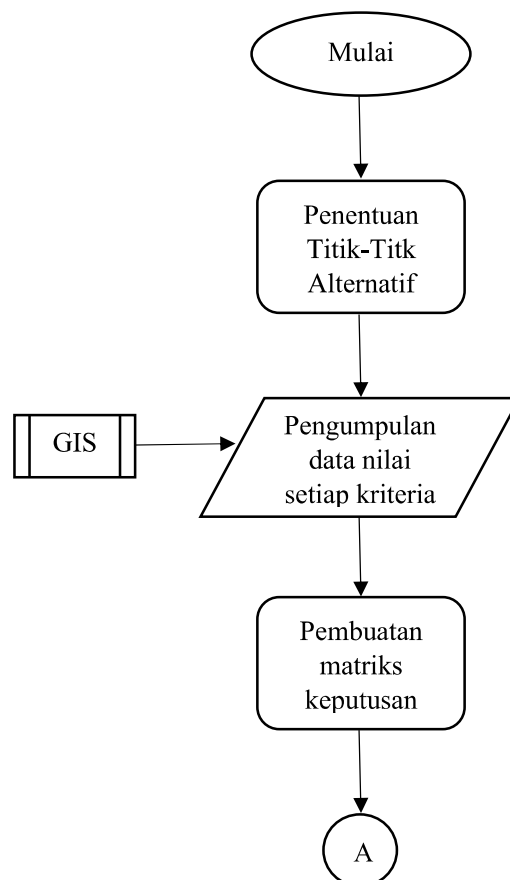 Mulai
Penentuan
Titik-Titk
Alternatif
GIS
Pengumpulan
data nilai
setiap kriteria
Pembuatan
matriks
keputusan
A